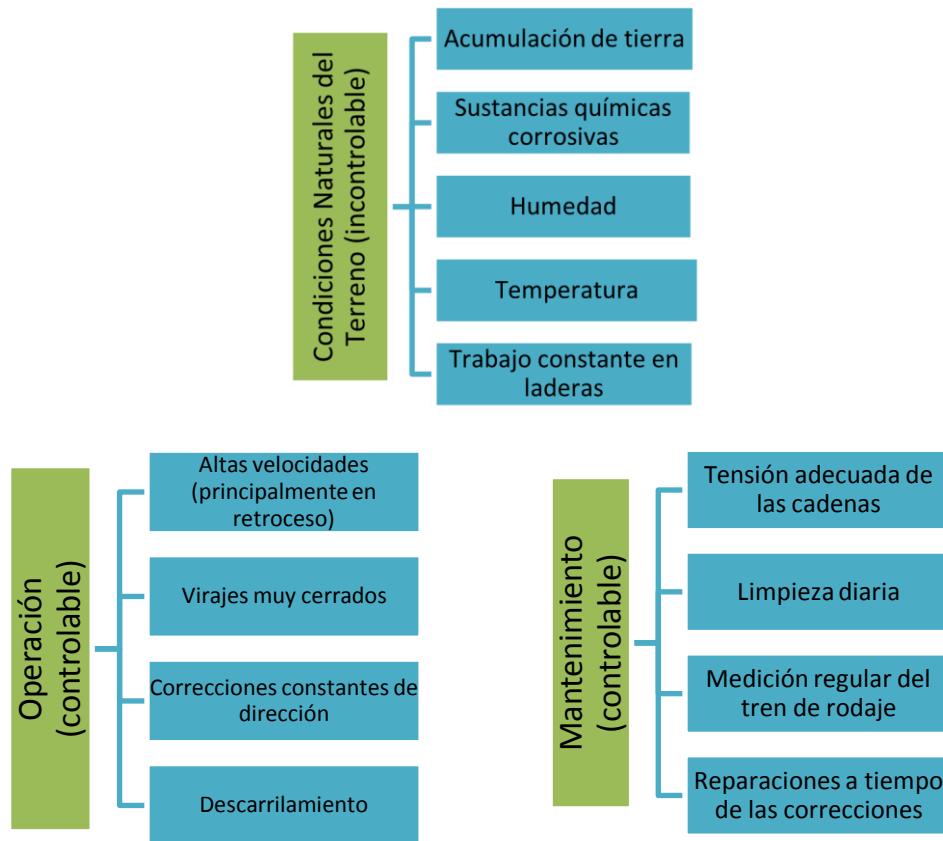 Condiciones Naturales del
Terreno (incontrolable)
Acumulación de tierra
Sustancias químicas
corrosivas
Humedad
Temperatura
Trabajo constante en
laderas
Operación
(controlable)
Altas velocidades
(principalmente en
retroceso)
Virajes muy cerrados
Correcciones constantes de
dirección
Descarrilamiento
Mantenimiento
(controlable)
Tensión adecuada de
las cadenas
Limpieza diaria
Medición regular del
tren de rodaje
Reparaciones a tiempo
de las correcciones